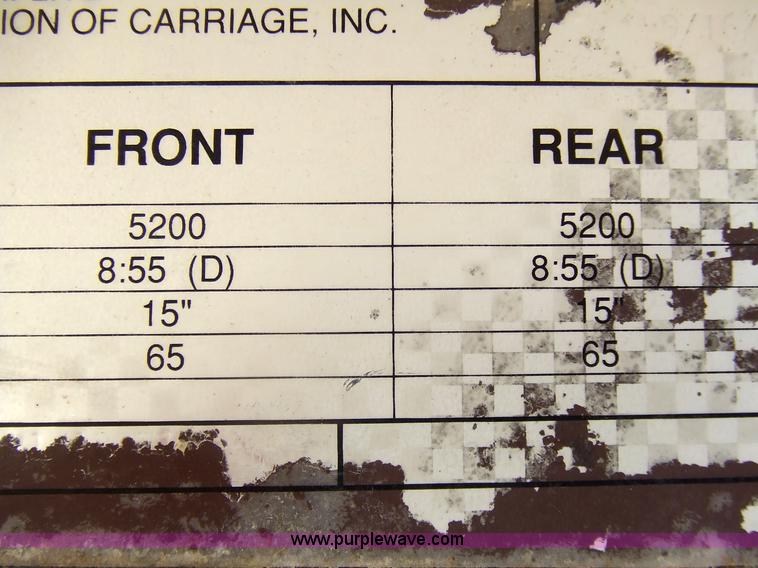 ION OF CARRIAGE, INC.
FRONT REAR
5200 5200
8:55 (D) 8:55 (D)
15" 15"
65 65
www.purplewave.com